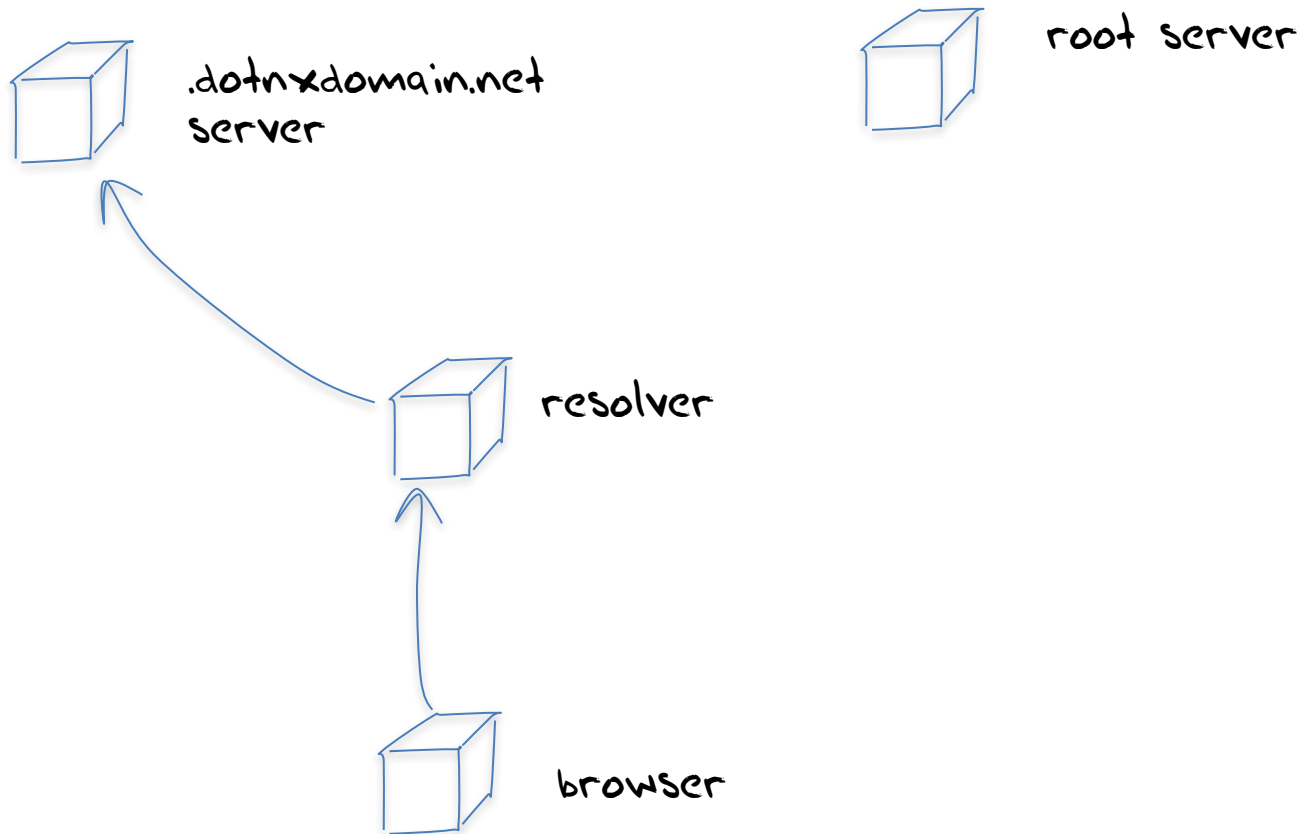 root server
.dotnxdomain.net
server
resolver
browser